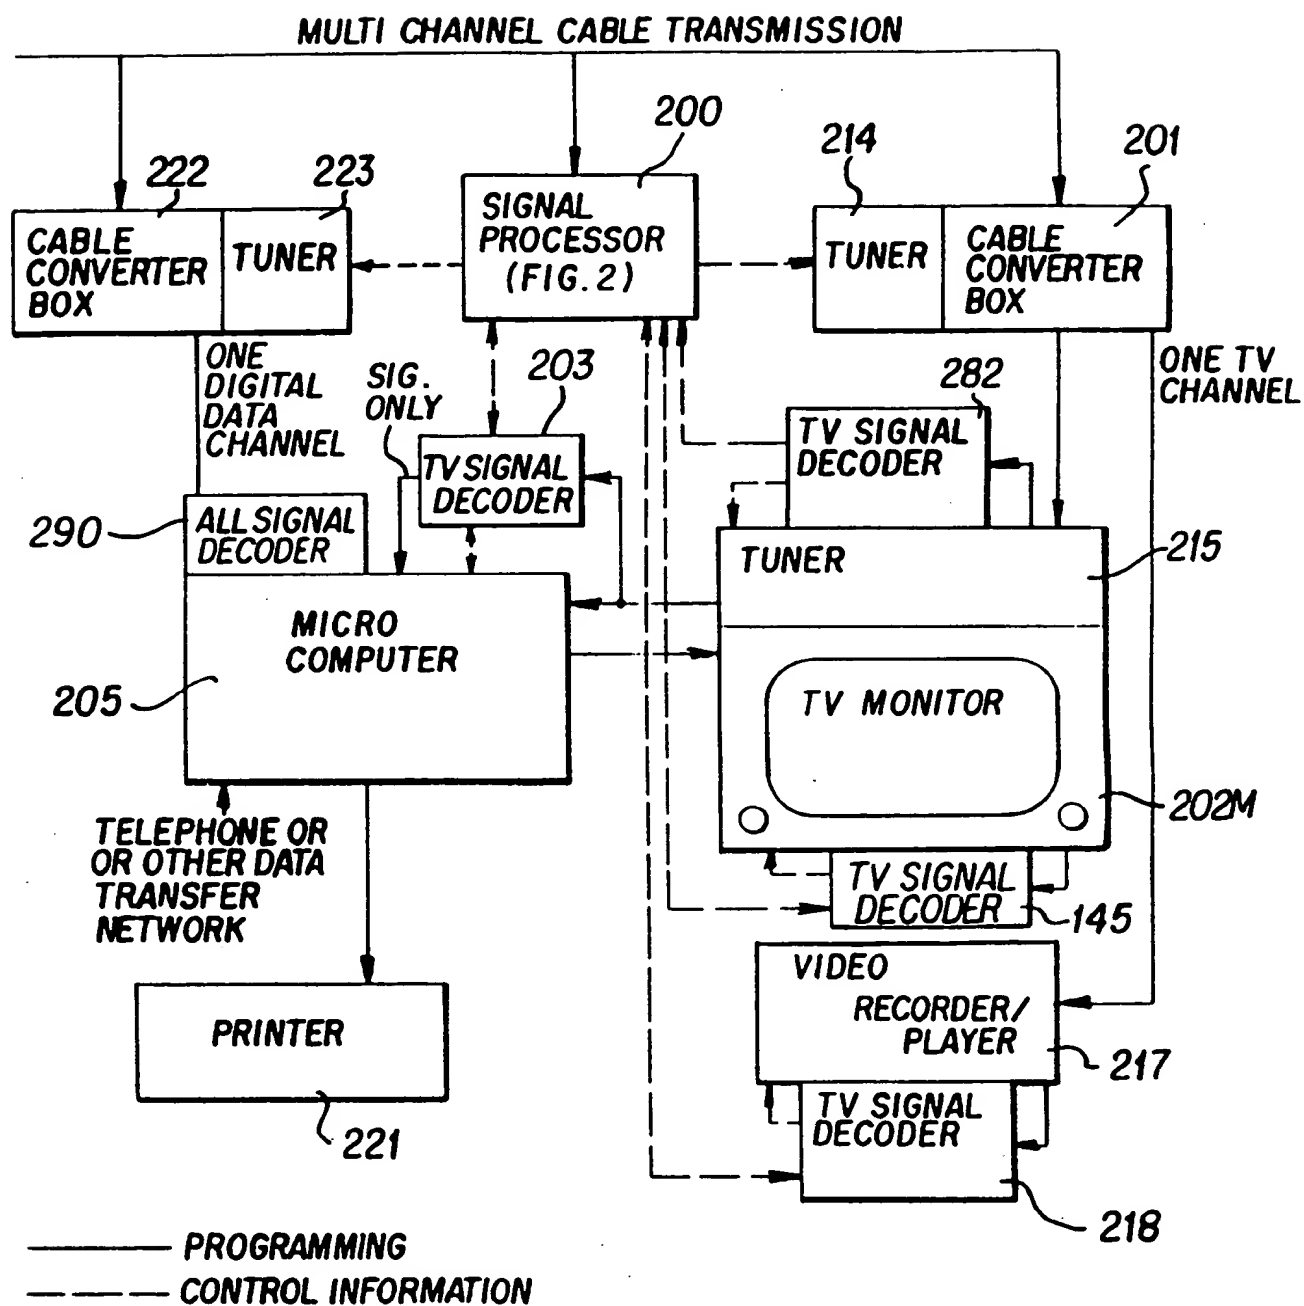 MULTI CHANNEL CABLE TRANSMISSION
200
214
201
222
223
CABLE
CONVERTER
BOX
TUNER
SIGNAL
PROCESSOR
(FIG. 2)
TUNER
CABLE
CONVERTER
BOX
ONE
DIGITAL
DATA
CHANNEL
SIG.
ONLY
203
282
ONE TV
CHANNEL
TV SIGNAL
DECODER
TV SIGNAL
DECODER
290
ALL SIGNAL
DECODER
TUNER
215
MICRO
COMPUTER
205
TV MONITOR
202M
TELEPHONE OR
OR OTHER DATA
TRANSFER
NETWORK
TV SIGNAL
DECODER
145
VIDEO
RECORDER/
PLAYER
217
PRINTER
221
TV SIGNAL
DECODER
218
PROGRAMMING
CONTROL INFORMATION